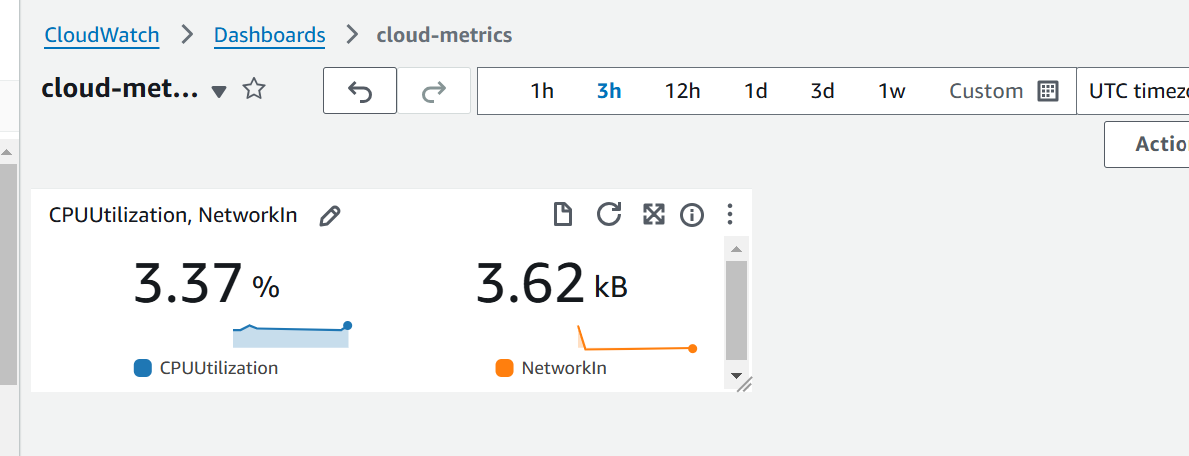 CloudWatch > Dashboards > cloud-metrics
cloud-met...
1h 3h 12h 1d 3d 1w Custom UTC timez
Actio
CPUUtilization, NetworkIn
3.37 % 3.62 kB
CPUUtilization NetworkIn